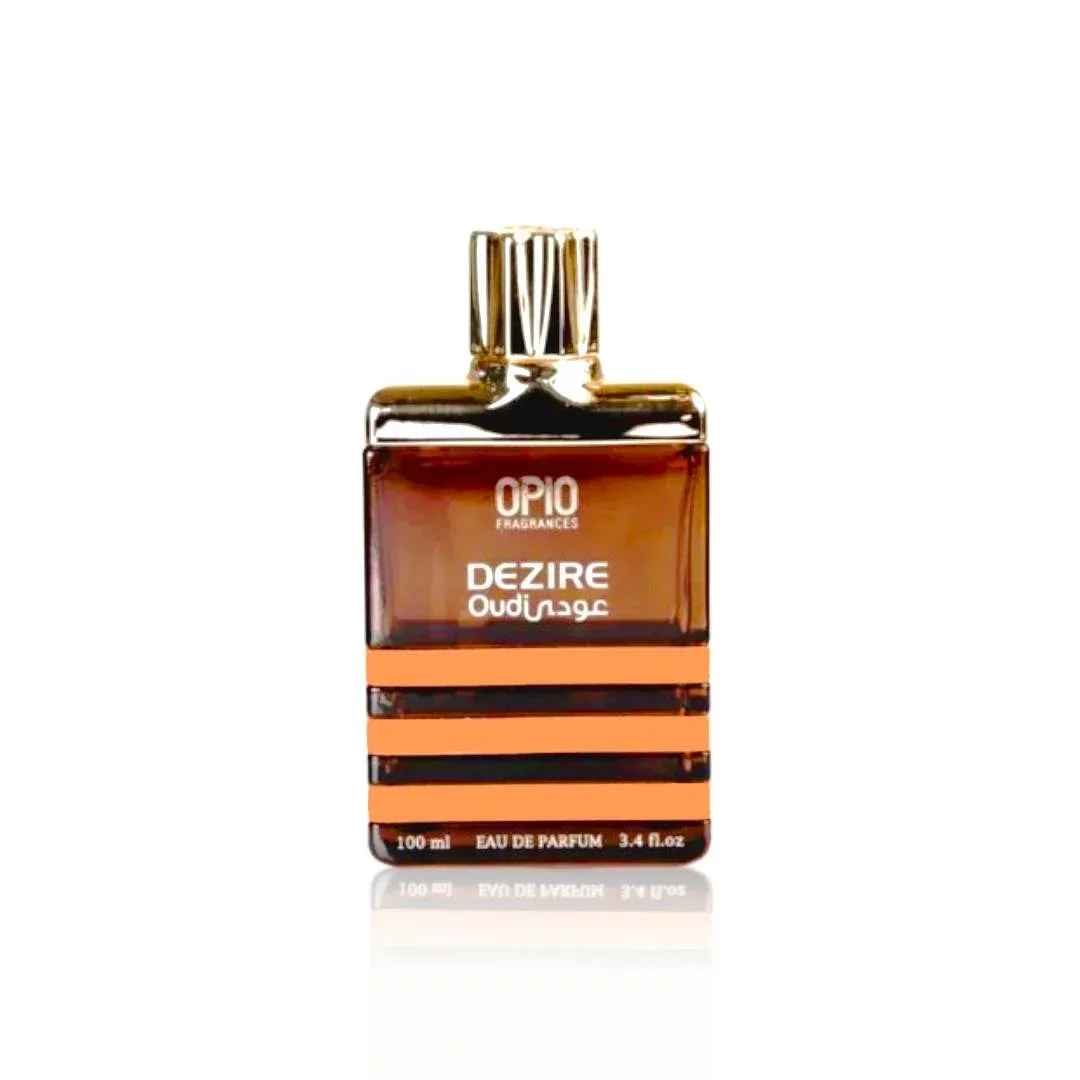 OPIO
FRAGRANCES
DEZIRE
Oudi عودي
100 ml EAU DE PARFUM 3.4 fl.oz